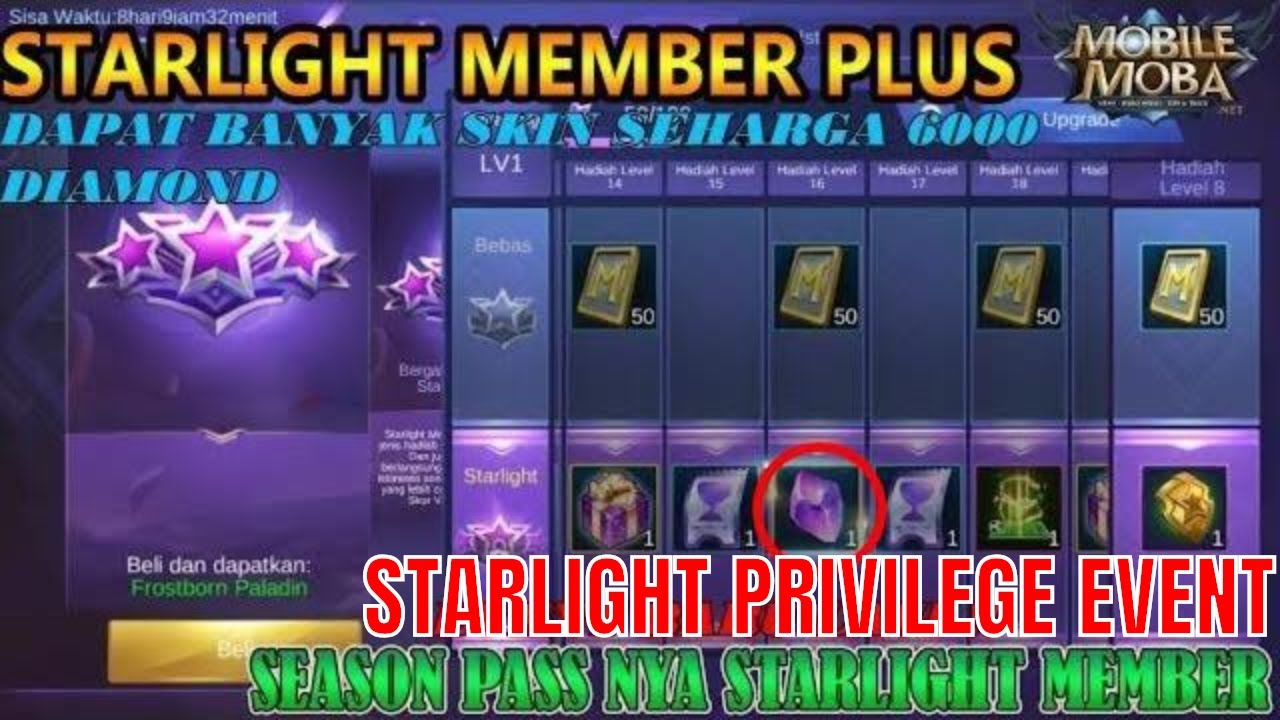 Sisa Waktu:8hari9jam32menit
STARLIGHT MEMBER PLUS
MOBILE
MOBA
.NET
DAPAT BANYAK SKIN SEHARGA 6000
DIAMOND
Upgrade
LV1
Hadiah Level
14
Hadiah Level
15
Hadiah Level
16
Hadiah Level
17
Hadiah Level
18
Hadiah
Level 8
Bebas
50
50
50
50
Starlight
1
1
1
1
1
1
Beli dan dapatkan:
Frostborn Paladin
STARLIGHT PRIVILEGE EVENT
SEASON PASS NYA STARLIGHT MEMBER